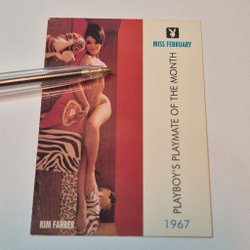 MISS FEBRUARY
PLAYBOY'S PLAYMATE OF THE MONTH
1967
KIM FARBER